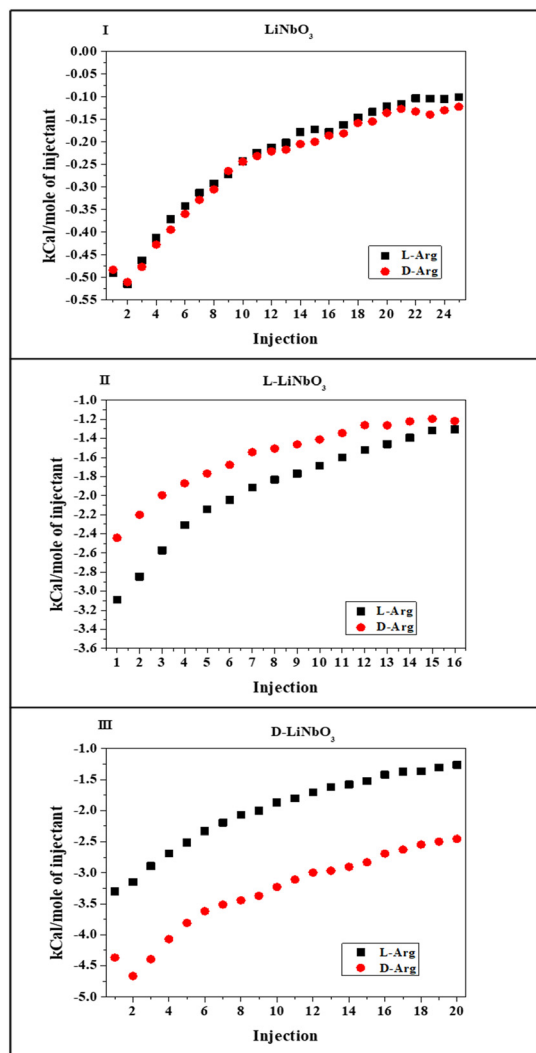 I
LiNbO₃
0.00
-0.05
-0.10
-0.15
-0.20
-0.25
-0.30
-0.35
-0.40
-0.45
-0.50
-0.55
kCal/mole of injectant
L-Arg
D-Arg
2 4 6 8 10 12 14 16 18 20 22 24
Injection
II
L-LiNbO₃
-1.0
-1.2
-1.4
-1.6
-1.8
-2.0
-2.2
-2.4
-2.6
-2.8
-3.0
-3.2
-3.4
-3.6
kCal/mole of injectant
L-Arg
D-Arg
1 2 3 4 5 6 7 8 9 10 11 12 13 14 15 16
Injection
III
D-LiNbO₃
-1.0
-1.5
-2.0
-2.5
-3.0
-3.5
-4.0
-4.5
-5.0
kCal/mole of injectant
L-Arg
D-Arg
2 4 6 8 10 12 14 16 18 20
Injection